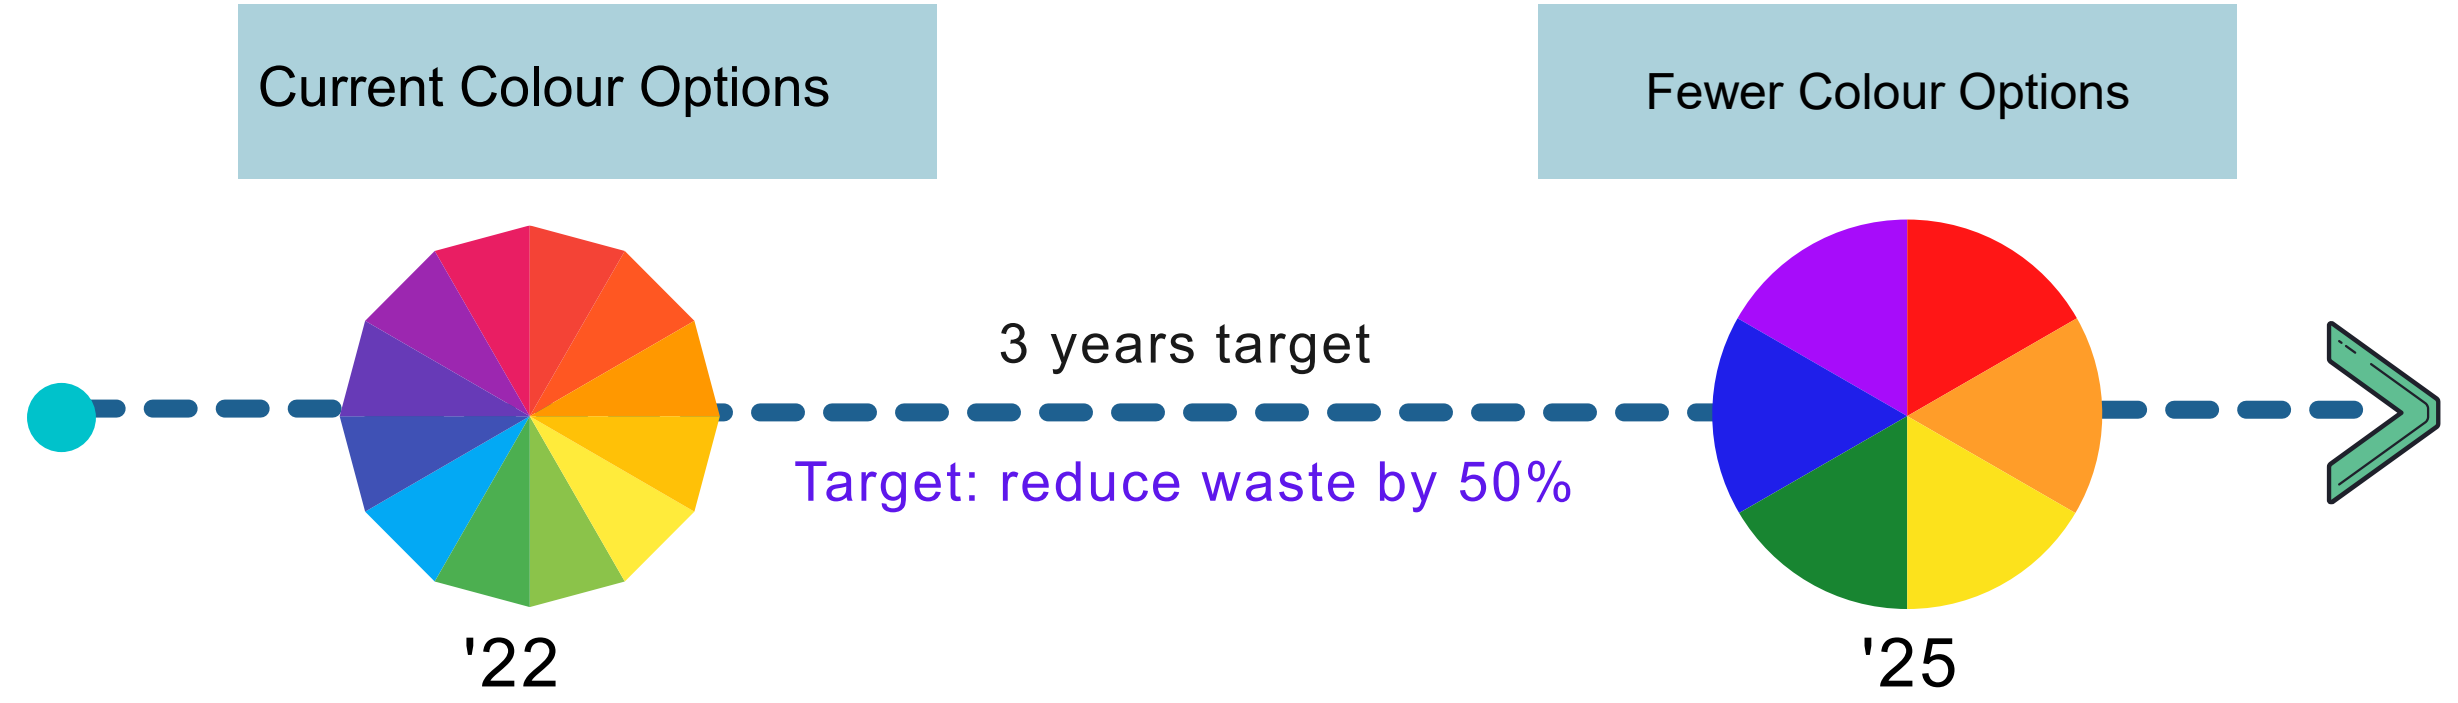 Current Colour Options
Fewer Colour Options
3 years target
Target: reduce waste by 50%
'22
'25